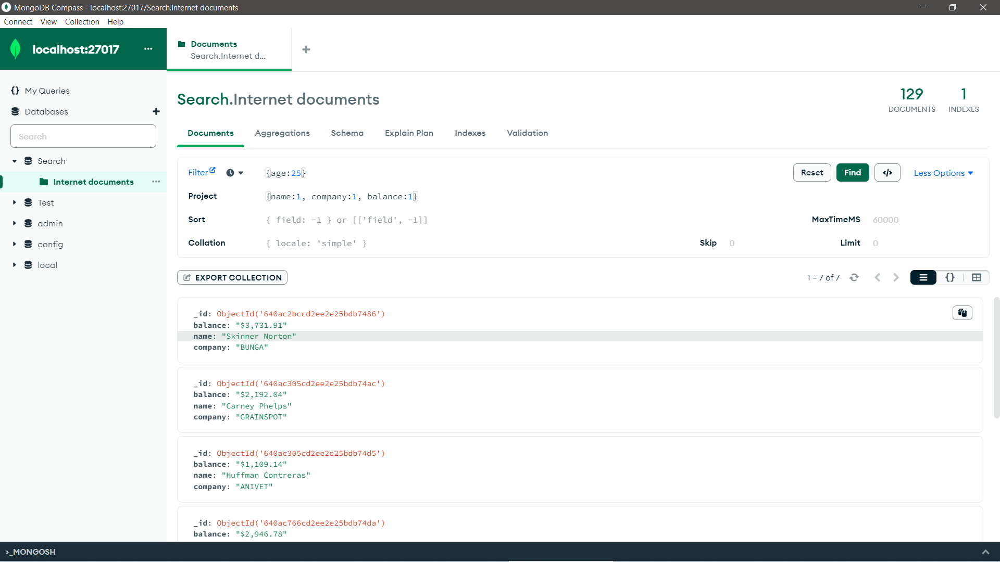 MongoDB Compass - localhost:27017/Search.Internet documents
Connect View Collection Help
localhost:27017 ···
Documents
Search.Internet d...
My Queries
Databases
Search
Search
Internet documents
Test
admin
config
local
Search.Internet documents
129
DOCUMENTS
1
INDEXES
Documents Aggregations Schema Explain Plan Indexes Validation
Filter {age:25} Reset Find </> Less Options
Project {name:1, company:1, balance:1}
Sort { field: -1 } or [['field', -1]] MaxTimeMS 60000
Collation { locale: 'simple' } Skip 0 Limit 0
EXPORT COLLECTION 1 – 7 of 7 {}
_id: ObjectId('640ac2bccd2ee2e25bdb7486')
balance: "$3,731.91"
name: "Skinner Norton"
company: "BUNGA"
_id: ObjectId('640ac305cd2ee2e25bdb74ac')
balance: "$2,192.04"
name: "Carney Phelps"
company: "GRAINSPOT"
_id: ObjectId('640ac305cd2ee2e25bdb74d5')
balance: "$1,109.14"
name: "Huffman Contreras"
company: "ANIVET"
_id: ObjectId('640ac766cd2ee2e25bdb74da')
balance: "$2,946.78"
>_MONGOSH